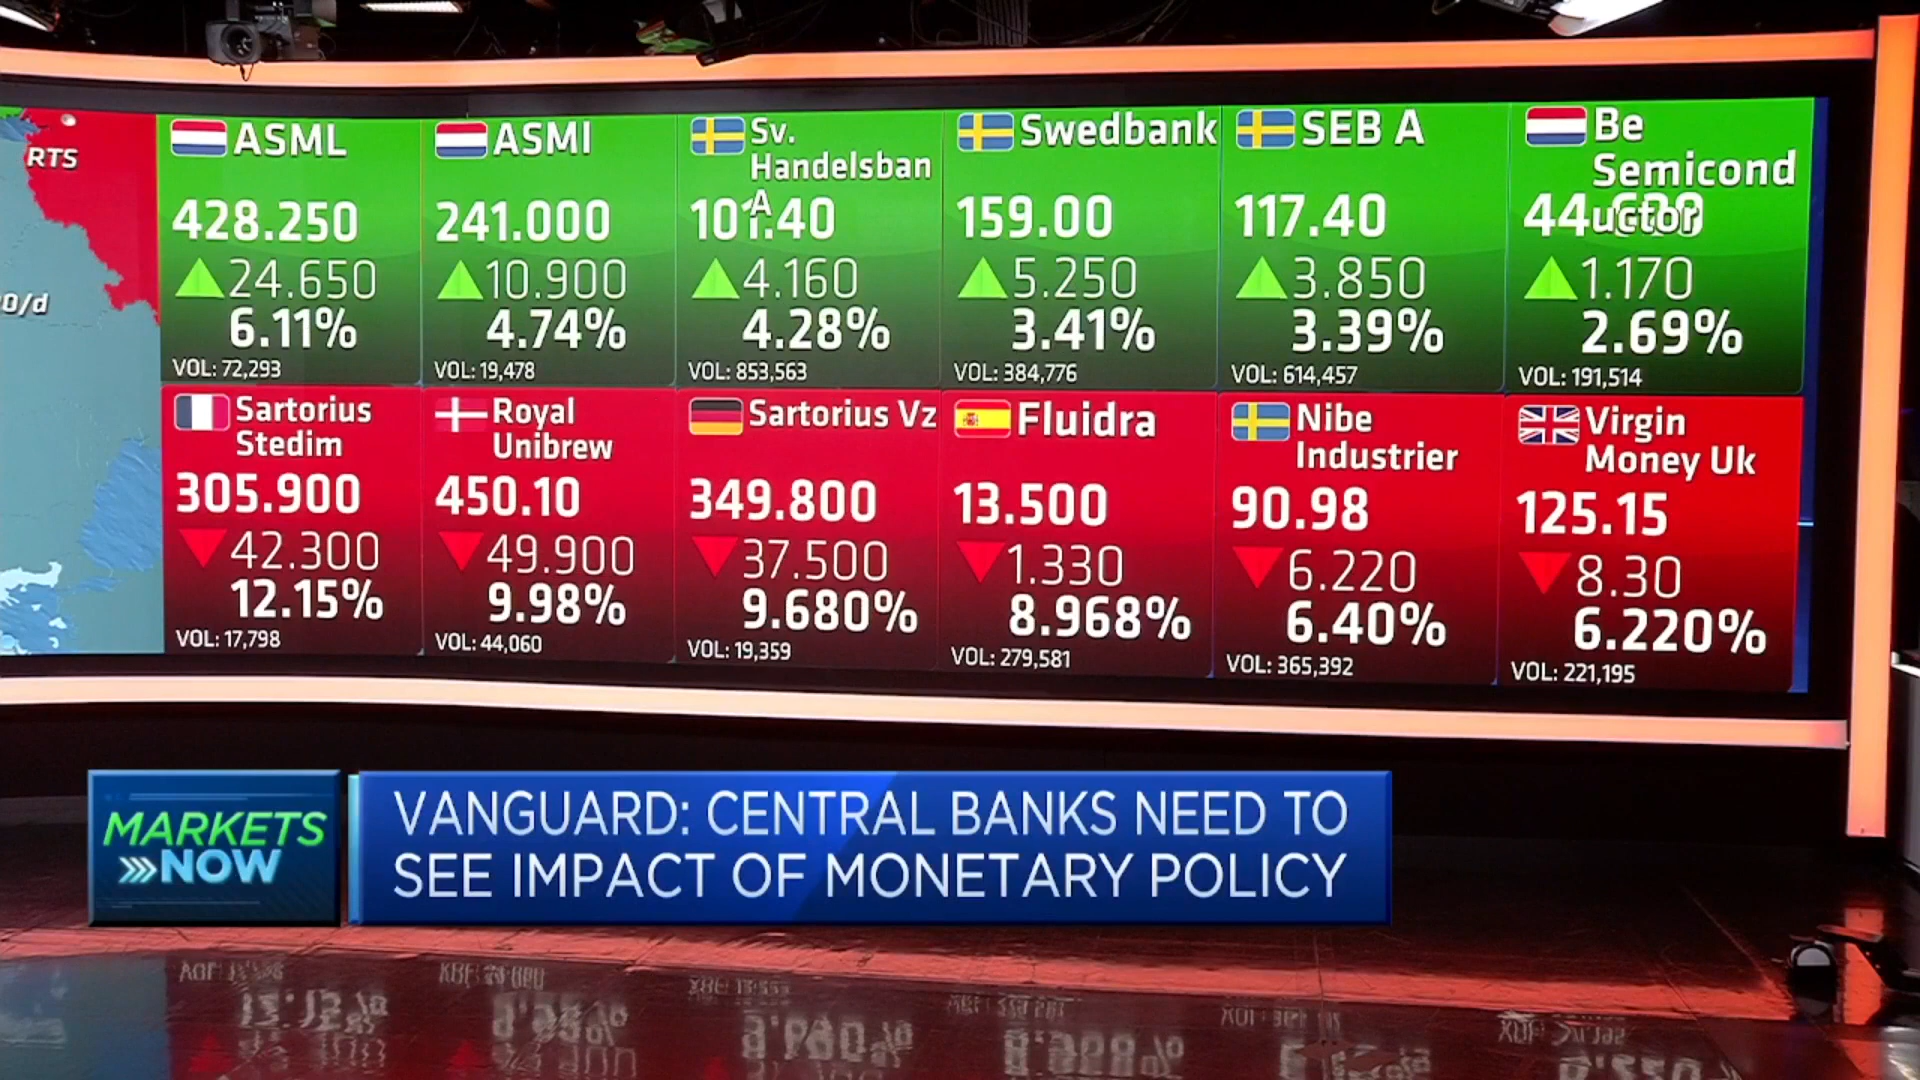 RTS
0/d
ASML
428.250
24.650
6.11%
VOL: 72,293
ASMI
241.000
10.900
4.74%
VOL: 19,478
Sv.
Handelsban
A
101.40
4.160
4.28%
VOL: 853,563
Swedbank
159.00
5.250
3.41%
VOL: 384,776
SEB A
117.40
3.850
3.39%
VOL: 614,457
Be
Semicond
uctor
1.170
2.69%
VOL: 191,514
Sartorius
Stedim
305.900
42.300
12.15%
VOL: 17,798
Royal
Unibrew
450.10
49.900
9.98%
VOL: 44,060
Sartorius Vz
349.800
37.500
9.680%
VOL: 19,359
Fluidra
13.500
1.330
8.968%
VOL: 279,581
Nibe
Industrier
90.98
6.220
6.40%
VOL: 365,392
Virgin
Money Uk
125.15
8.30
6.220%
VOL: 221,195
MARKETS
NOW
VANGUARD: CENTRAL BANKS NEED TO
SEE IMPACT OF MONETARY POLICY